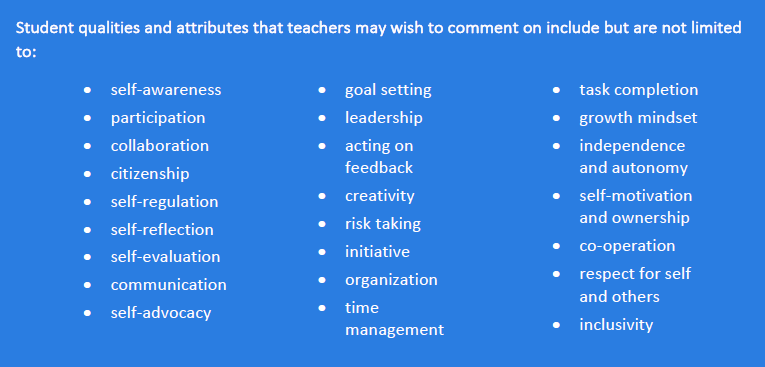 Student qualities and attributes that teachers may wish to comment on include but are not limited
to:
• self-awareness
• participation
• collaboration
• citizenship
• self-regulation
• self-reflection
• self-evaluation
• communication
• self-advocacy
• goal setting
• leadership
• acting on
feedback
• creativity
• risk taking
• initiative
• organization
• time
management
• task completion
• growth mindset
• independence
and autonomy
• self-motivation
and ownership
• co-operation
• respect for self
and others
• inclusivity